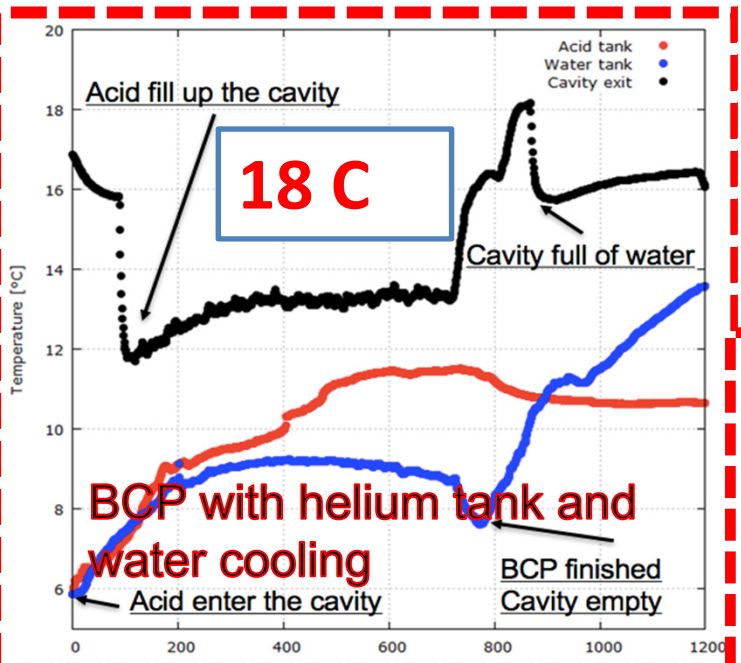 20
18
16
14
12
10
8
6
Temperature [°C]
0
200
400
600
800
1000
1200
Acid tank
Water tank
Cavity exit
Acid fill up the cavity
18 C
Cavity full of water
BCP with helium tank and
water cooling
BCP finished
Cavity empty
Acid enter the cavity